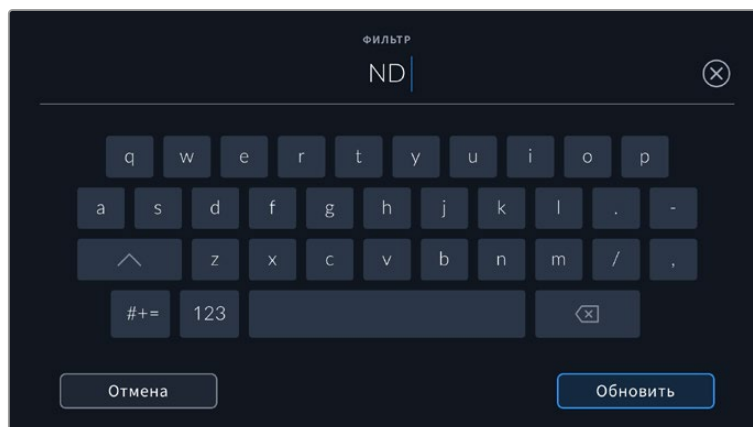 ФИЛЬТР
ND
q w e r t y u i o p
a s d f g h j k l . -
z x c v b n m / ,
#+= 123
Отмена Обновить